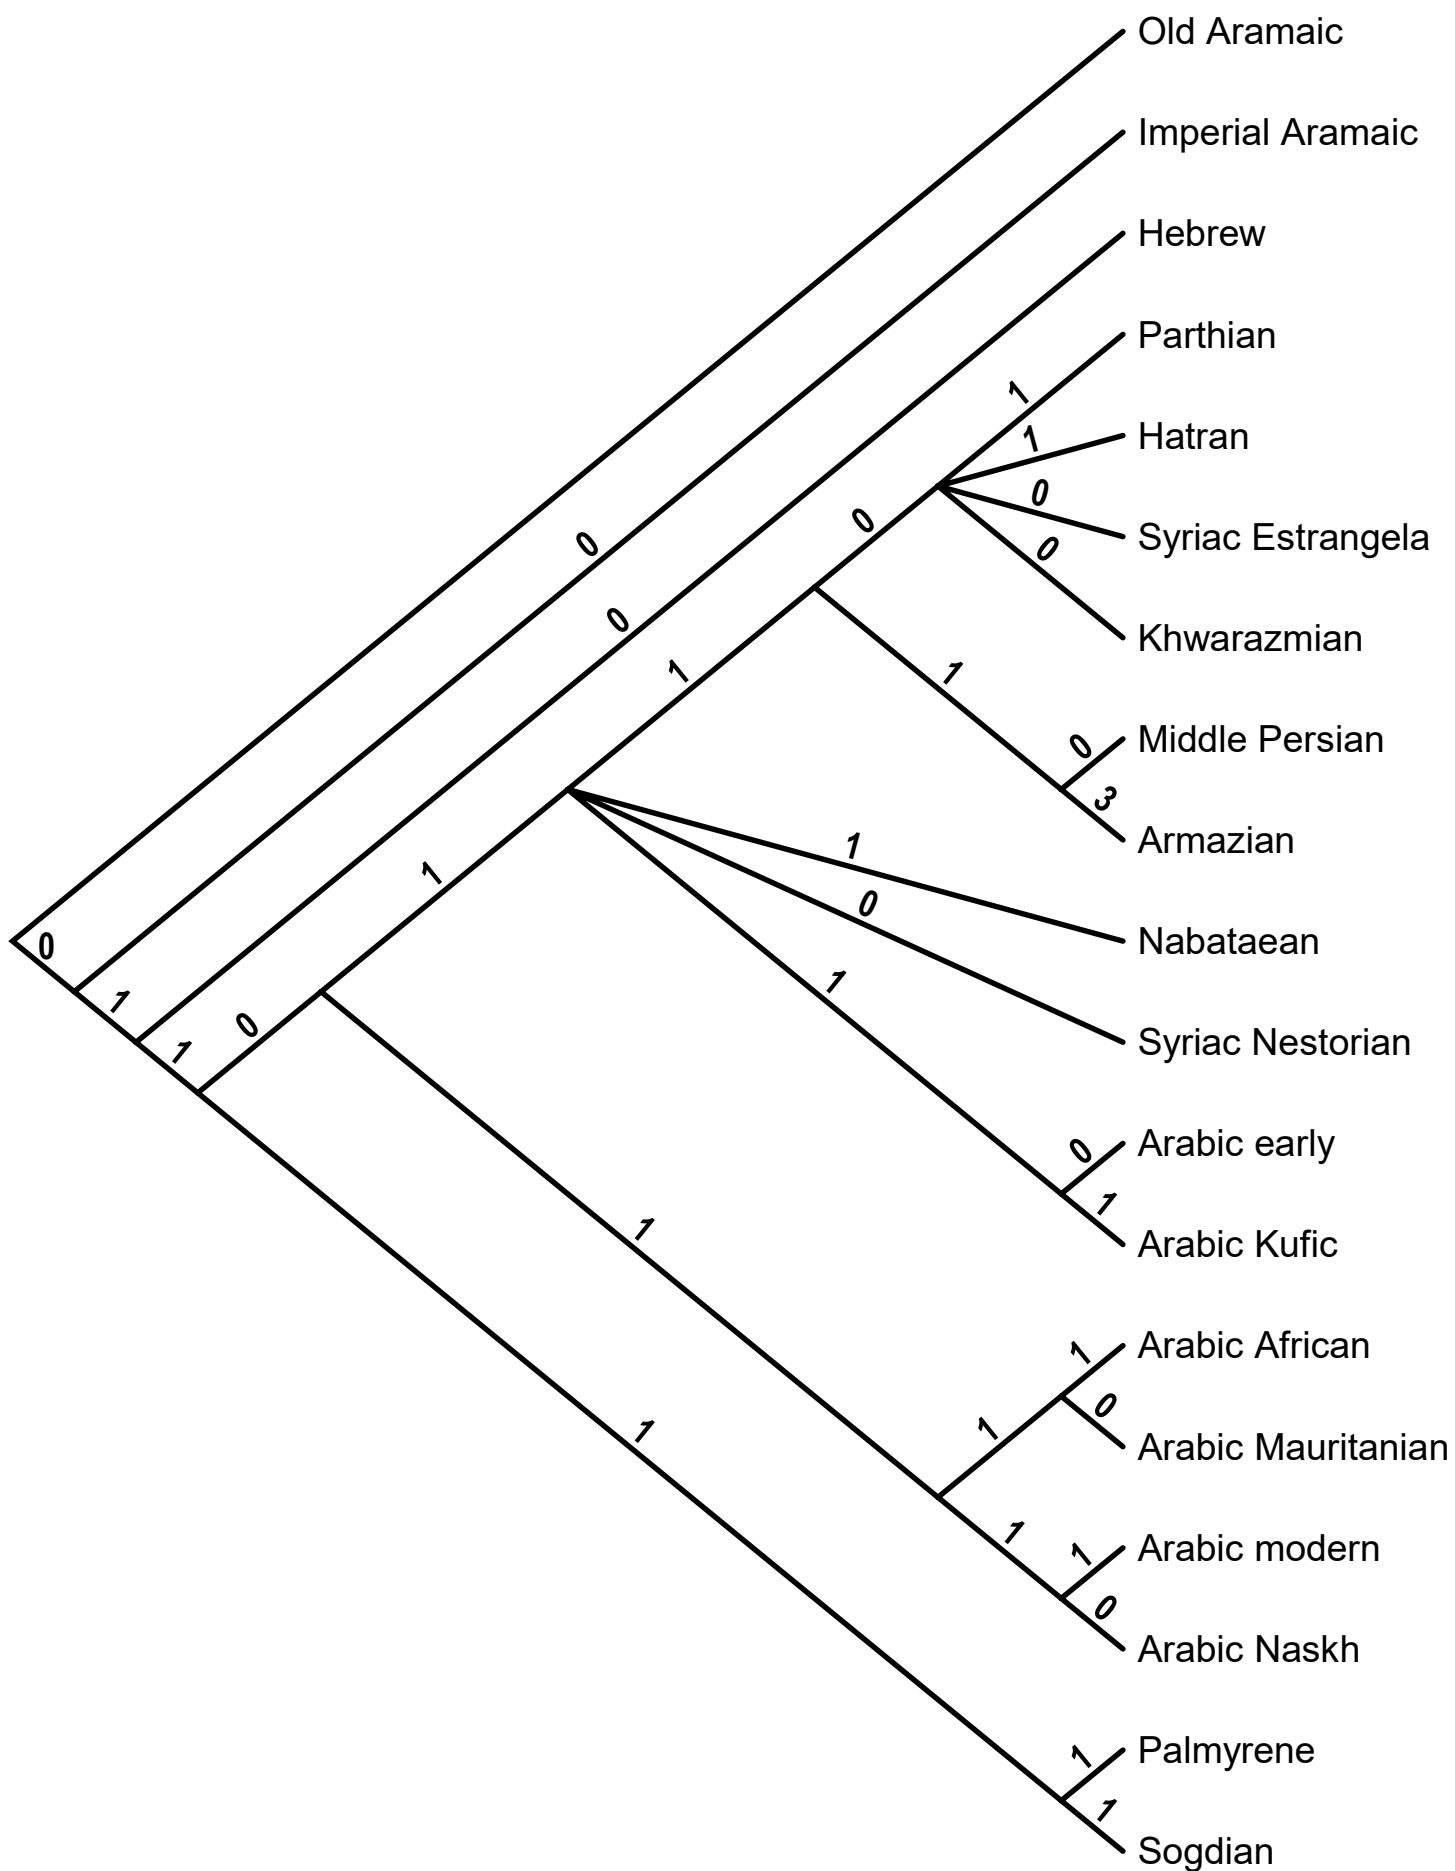 Old Aramaic
Imperial Aramaic
Hebrew
Parthian
1
Hatran
1
0
0
Syriac Estrangela
0
0
0
Khwarazmian
1
1
0
Middle Persian
3
Armazian
1
1
0
Nabataean
0
1
1
0
1
Syriac Nestorian
0
Arabic early
1
1
Arabic Kufic
1
Arabic African
0
1
1
Arabic Mauritanian
1
1
Arabic modern
0
Arabic Naskh
1
Palmyrene
1
Sogdian